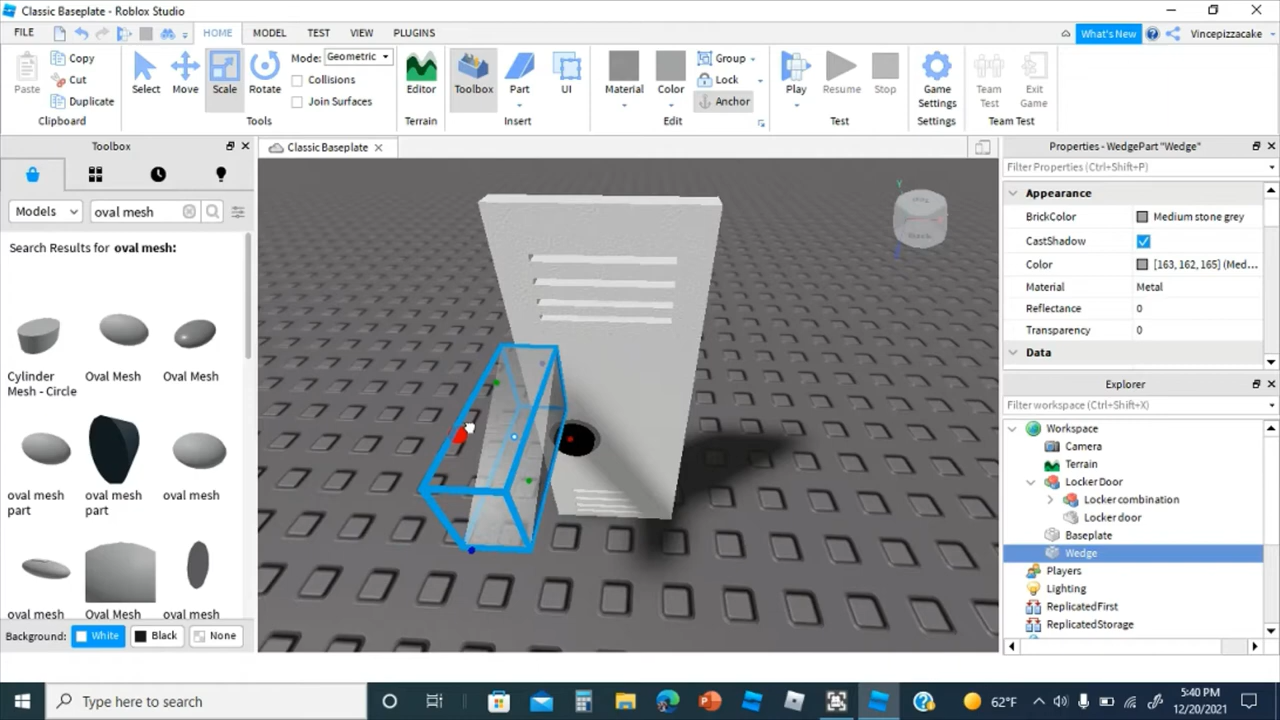 Classic Baseplate - Roblox Studio
FILE
HOME
MODEL
TEST
VIEW
PLUGINS
What's New
Vincepizzacake
Paste
Copy
Cut
Duplicate
Clipboard
Select
Move
Scale
Rotate
Mode: Geometric
Collisions
Join Surfaces
Tools
Editor
Terrain
Toolbox
Part
UI
Insert
Material
Color
Group
Lock
Anchor
Edit
Play
Resume
Stop
Test
Game Settings
Settings
Team Test
Exit Game
Team Test
Toolbox
Models
oval mesh
Search Results for oval mesh:
Cylinder Mesh - Circle
Oval Mesh
Oval Mesh
oval mesh part
oval mesh part
oval mesh
oval mesh
Oval Mesh
oval mesh
Background:
White
Black
None
Classic Baseplate
Y
Properties - WedgePart "Wedge"
Filter Properties (Ctrl+Shift+P)
Appearance
BrickColor
Medium stone grey
CastShadow
Color
[163, 162, 165] (Med...
Material
Metal
Reflectance
0
Transparency
0
Data
Explorer
Filter workspace (Ctrl+Shift+X)
Workspace
Camera
Terrain
Locker Door
Locker combination
Locker door
Baseplate
Wedge
Players
Lighting
ReplicatedFirst
ReplicatedStorage
Type here to search
62°F
5:40 PM
12/20/2021